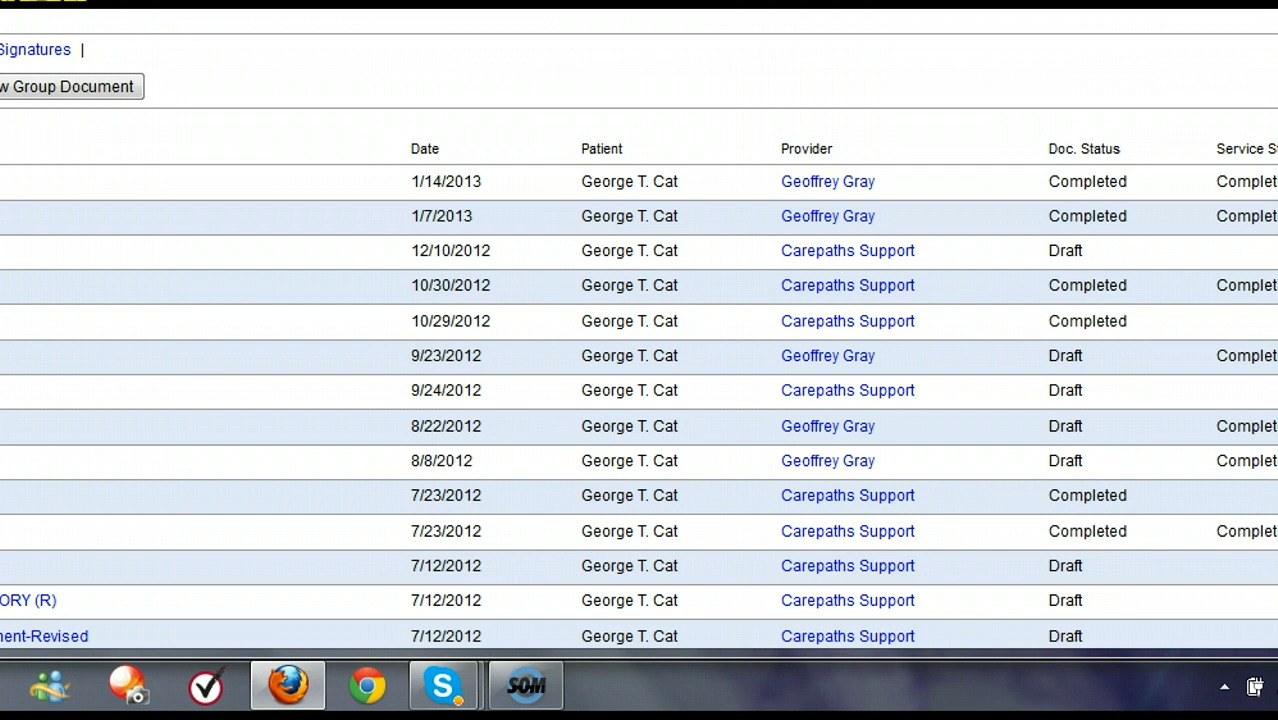 Signatures |
w Group Document
Date Patient Provider Doc. Status Service S
1/14/2013 George T. Cat Geoffrey Gray Completed Complet
1/7/2013 George T. Cat Geoffrey Gray Completed Complet
12/10/2012 George T. Cat Carepaths Support Draft
10/30/2012 George T. Cat Carepaths Support Completed Complet
10/29/2012 George T. Cat Carepaths Support Completed
9/23/2012 George T. Cat Geoffrey Gray Draft Complet
9/24/2012 George T. Cat Carepaths Support Draft
8/22/2012 George T. Cat Geoffrey Gray Draft Complet
8/8/2012 George T. Cat Geoffrey Gray Draft Complet
7/23/2012 George T. Cat Carepaths Support Completed
7/23/2012 George T. Cat Carepaths Support Completed Complet
7/12/2012 George T. Cat Carepaths Support Draft
ORY (R) 7/12/2012 George T. Cat Carepaths Support Draft
nent-Revised 7/12/2012 George T. Cat Carepaths Support Draft
S SOM